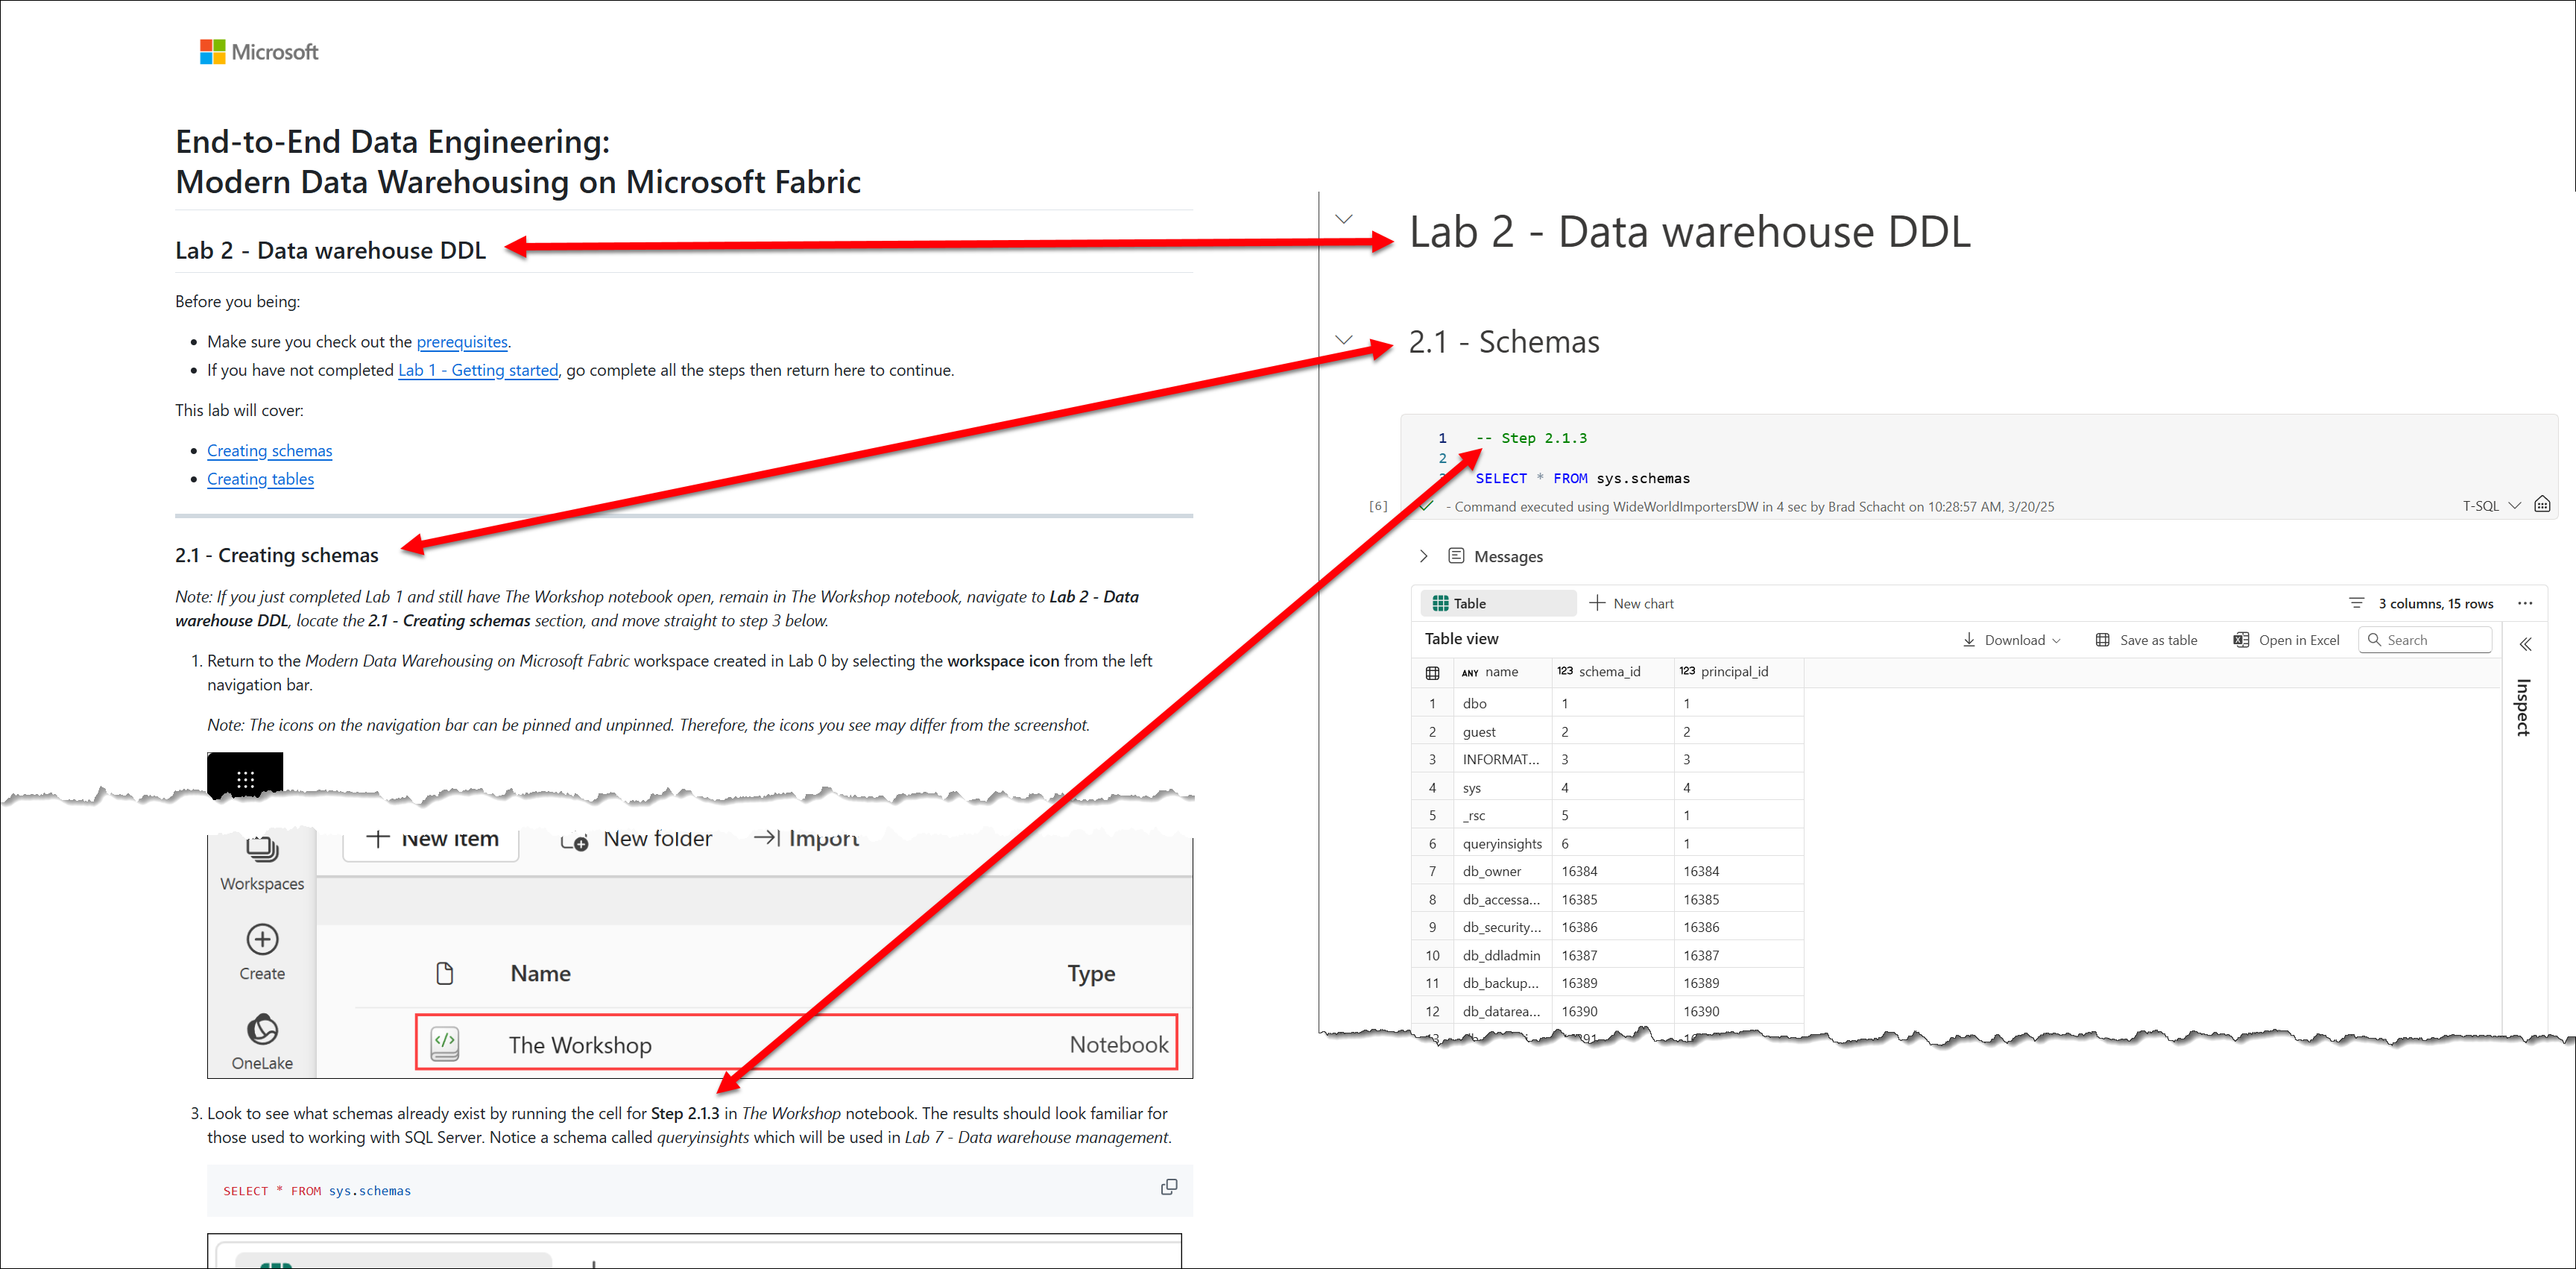 Microsoft
End-to-End Data Engineering:
Modern Data Warehousing on Microsoft Fabric
Lab 2 - Data warehouse DDL
Before you being:
• Make sure you check out the prerequisites.
• If you have not completed Lab 1 - Getting started, go complete all the steps then return here to continue.
This lab will cover:
• Creating schemas
• Creating tables
2.1 - Creating schemas
Note: If you just completed Lab 1 and still have The Workshop notebook open, remain in The Workshop notebook, navigate to Lab 2 - Data
warehouse DDL, locate the 2.1 - Creating schemas section, and move straight to step 3 below.
1. Return to the Modern Data Warehousing on Microsoft Fabric workspace created in Lab 0 by selecting the workspace icon from the left
navigation bar.
Note: The icons on the navigation bar can be pinned and unpinned. Therefore, the icons you see may differ from the screenshot.
New item New folder Import
Workspaces
Create
Name Type
The Workshop Notebook
OneLake
3. Look to see what schemas already exist by running the cell for Step 2.1.3 in The Workshop notebook. The results should look familiar for
those used to working with SQL Server. Notice a schema called queryinsights which will be used in Lab 7 - Data warehouse management.
SELECT * FROM sys.schemas
Lab 2 - Data warehouse DDL
2.1 - Schemas
1 -- Step 2.1.3
2
SELECT * FROM sys.schemas
[6] - Command executed using WideWorldImportersDW in 4 sec by Brad Schacht on 10:28:57 AM, 3/20/25 T-SQL
Messages
Table New chart 3 columns, 15 rows ...
Table view Download Save as table Open in Excel Search
Inspect
ANY name 123 schema_id 123 principal_id
1 dbo 1 1
2 guest 2 2
3 INFORMAT... 3 3
4 sys 4 4
5 _rsc 5 1
6 queryinsights 6 1
7 db_owner 16384 16384
8 db_accessa... 16385 16385
9 db_security... 16386 16386
10 db_ddladmin 16387 16387
11 db_backup... 16389 16389
12 db_datarea... 16390 16390